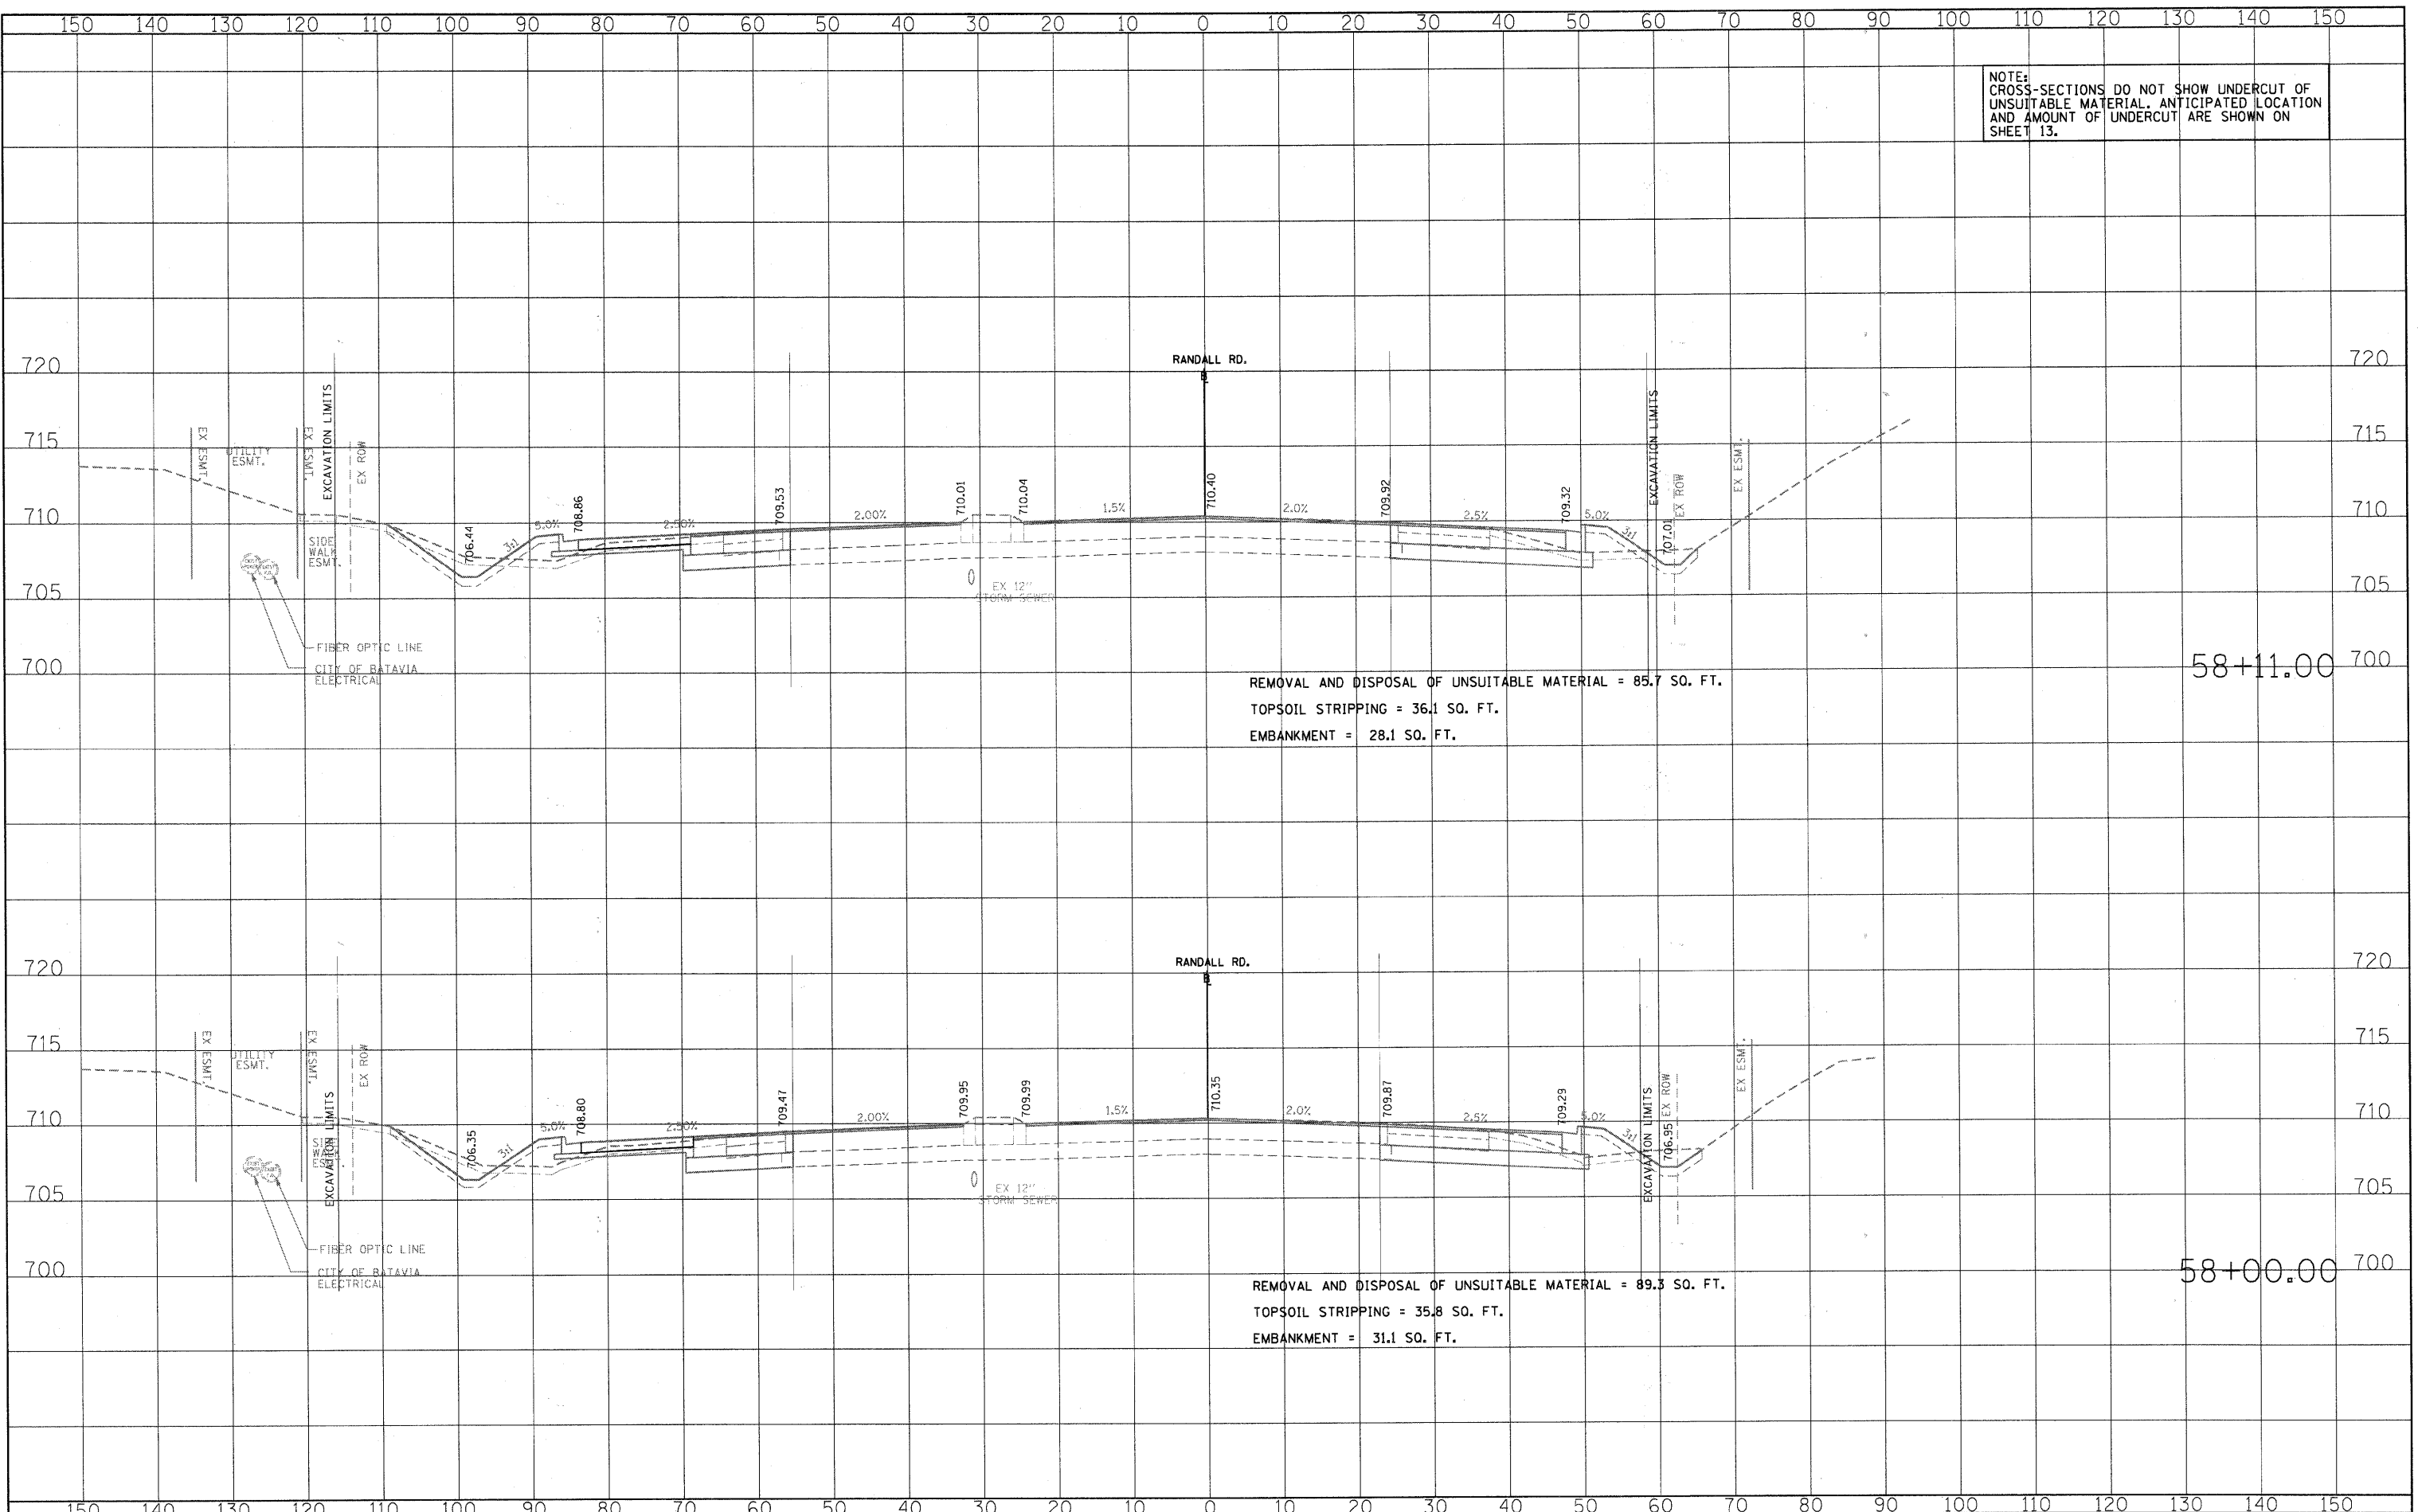 150 140 130 120 110 100 90 80 70 60 50 40 30 20 10 0 10 20 30 40 50 60 70 80 90 100 110 120 130 140 150
NOTE:
CROSS-SECTIONS DO NOT SHOW UNDERCUT OF
UNSUITABLE MATERIAL. ANTICIPATED LOCATION
AND AMOUNT OF UNDERCUT ARE SHOWN ON
SHEET 13.
720 720
715 715
710 710
705 705
700 700
RANDALL RD.
EX ESMT.
UTILITY
ESMT.
EX ESMT.
EXCAVATION LIMITS
EX ROW
SIDE
WALK
ESMT.
706.44
3:1
5.0%
708.86
2.50%
709.53
2.00%
710.01
710.04
1.5%
710.40
2.0%
709.92
2.5%
709.32
5.0%
3:1
EXCAVATION LIMITS
707.01
EX ROW
EX ESMT.
EX 12"
STORM SEWER
FIBER OPTIC LINE
CITY OF BATAVIA
ELECTRICAL
58+11.00
REMOVAL AND DISPOSAL OF UNSUITABLE MATERIAL = 85.7 SQ. FT.
TOPSOIL STRIPPING = 36.1 SQ. FT.
EMBANKMENT = 28.1 SQ. FT.
720 720
715 715
710 710
705 705
700 700
RANDALL RD.
EX ESMT.
UTILITY
ESMT.
EX ESMT.
EXCAVATION LIMITS
EX ROW
SIDE
WALK
ESMT.
706.35
3:1
5.0%
708.80
2.50%
709.47
2.00%
709.95
709.99
1.5%
710.35
2.0%
709.87
2.5%
709.29
5.0%
3:1
EXCAVATION LIMITS
706.95
EX ROW
EX ESMT.
EX 12"
STORM SEWER
FIBER OPTIC LINE
CITY OF BATAVIA
ELECTRICAL
58+00.00
REMOVAL AND DISPOSAL OF UNSUITABLE MATERIAL = 89.3 SQ. FT.
TOPSOIL STRIPPING = 35.8 SQ. FT.
EMBANKMENT = 31.1 SQ. FT.
150 140 130 120 110 100 90 80 70 60 50 40 30 20 10 0 10 20 30 40 50 60 70 80 90 100 110 120 130 140 150